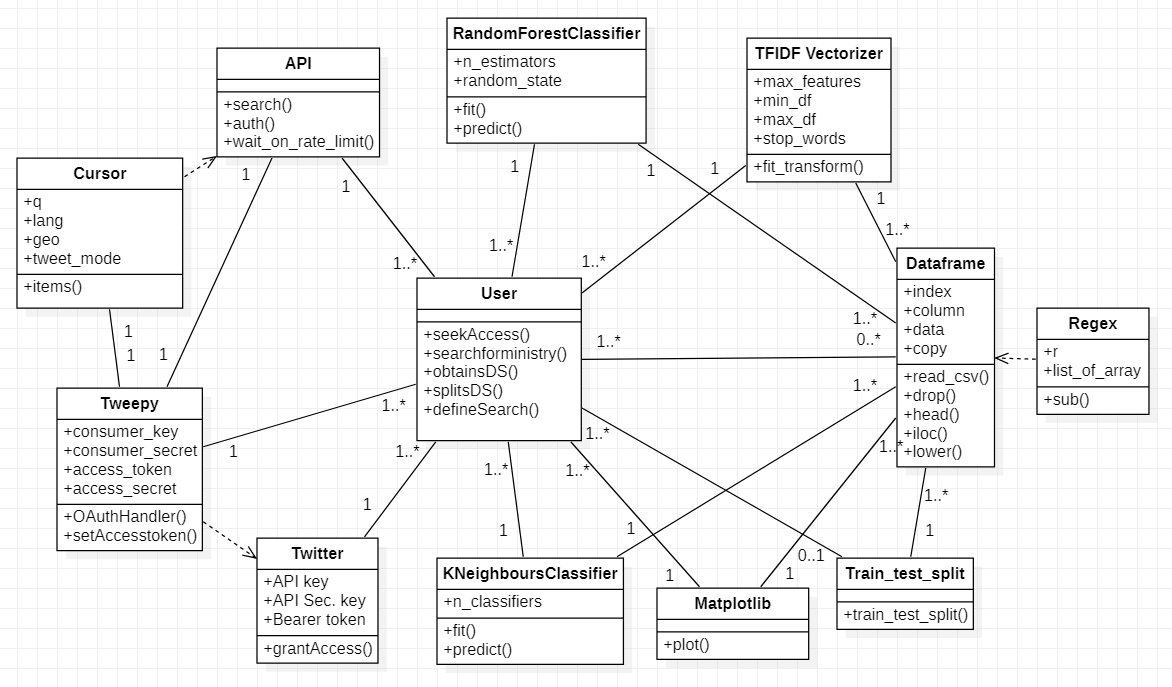 RandomForestClassifier
+n_estimators
+random_state
+fit()
+predict()
TFIDF Vectorizer
+max_features
+min_df
+max_df
+stop_words
+fit_transform()
API
+search()
+auth()
+wait_on_rate_limit()
Cursor
+q
+lang
+geo
+tweet_mode
+items()
1
1
1
1
1
1
1..*
1..*
1..*
1
1..*
User
+seekAccess()
+searchforministry()
+obtainsDS()
+splitsDS()
+defineSearch()
Dataframe
+index
+column
+data
+copy
+read_csv()
+drop()
+head()
+iloc()
+lower()
Regex
+r
+list_of_array
+sub()
1
1
1
1..*
1..*
0..*
1..*
1..*
1..*
1..*
1..*
1..*
1..*
1..*
1
Tweepy
+consumer_key
+consumer_secret
+access_token
+access_secret
+OAuthHandler()
+setAccesstoken()
1
1
1
1
0..1
1
1
Twitter
+API key
+API Sec. key
+Bearer token
+grantAccess()
KNeighboursClassifier
+n_classifiers
+fit()
+predict()
Matplotlib
+plot()
Train_test_split
+train_test_split()